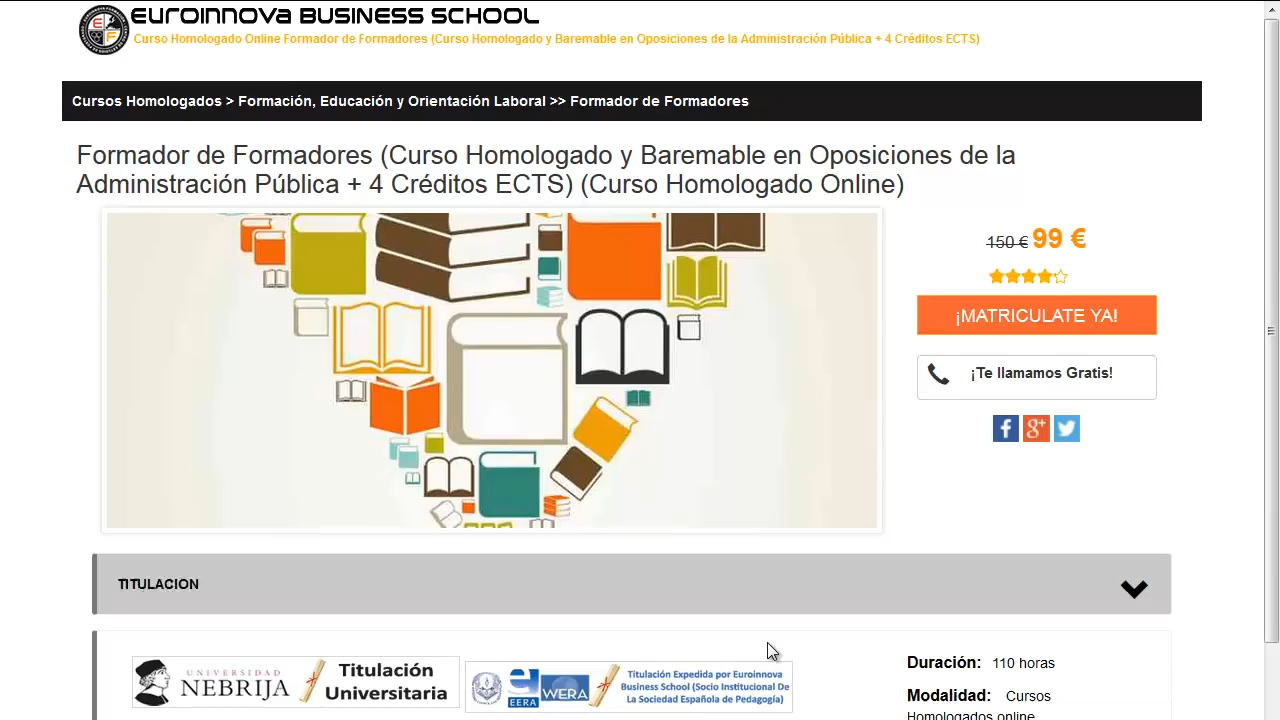 EUROINNOVA BUSINESS SCHOOL
Curso Homologado Online Formador de Formadores (Curso Homologado y Baremable en Oposiciones de la Administración Pública + 4 Créditos ECTS)
Cursos Homologados > Formación, Educación y Orientación Laboral >> Formador de Formadores
Formador de Formadores (Curso Homologado y Baremable en Oposiciones de la
Administración Pública + 4 Créditos ECTS) (Curso Homologado Online)
150 € 99 €
¡MATRICULATE YA!
¡Te llamamos Gratis!
f g+
TITULACION
UNIVERSIDAD
NEBRIJA
Titulación
Universitaria
EERA
WERA
Titulación Expedida por Euroinnova
Business School (Socio Institucional De
La Sociedad Española de Pedagogía)
Duración: 110 horas
Modalidad: Cursos
Homologados online